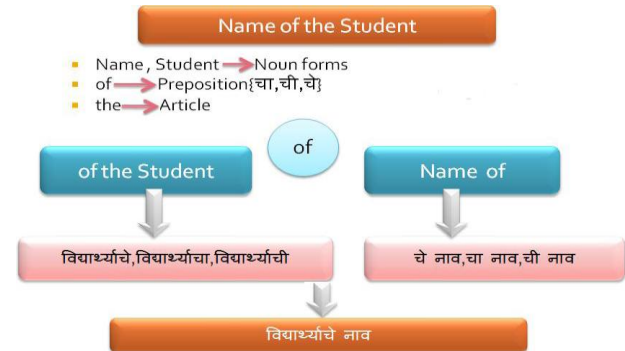 Name of the Student
Name, Student Noun forms
of Preposition{चा,ची,चे}
the Article
of
of the Student
Name of
विद्यार्थ्याचे,विद्यार्थ्याचा,विद्यार्थ्याची
चे नाव,चा नाव,ची नाव
विद्यार्थ्याचे नाव